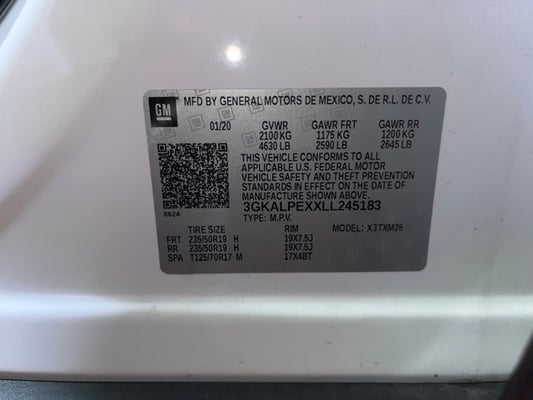 GM MFD BY GENERAL MOTORS DE MEXICO, S. DE R.L. DE C.V.
01/20 GVWR GAWR FRT GAWR RR
2100 KG 1175 KG 1200 KG
4630 LB 2590 LB 2645 LB
THIS VEHICLE CONFORMS TO ALL
APPLICABLE U.S. FEDERAL MOTOR
VEHICLE SAFETY AND THEFT PREVENTION
STANDARDS IN EFFECT ON THE DATE OF
MANUFACTURE SHOWN ABOVE.
3GKALPEXXLL245183
8624 TYPE: M.P.V.
TIRE SIZE RIM MODEL: X3TXM26
FRT 235/50R19 H 19X7.5J
RR 235/50R19 H 19X7.5J
SPA T125/70R17 M 17X4BT